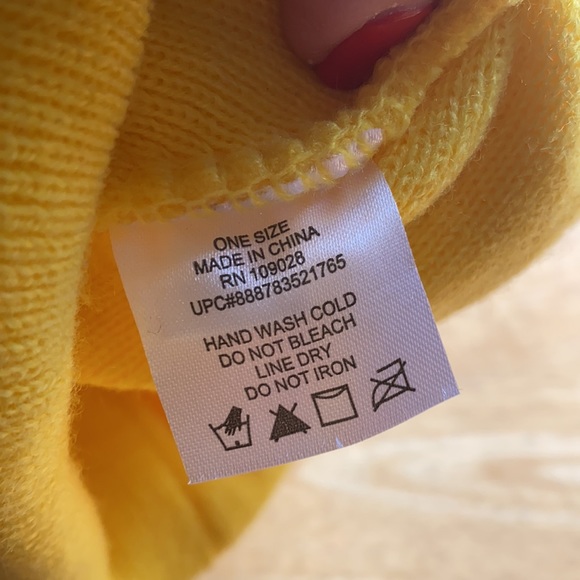 ONE SIZE
MADE IN CHINA
RN 109028
UPC#888783521765
HAND WASH COLD
DO NOT BLEACH
LINE DRY
DO NOT IRON